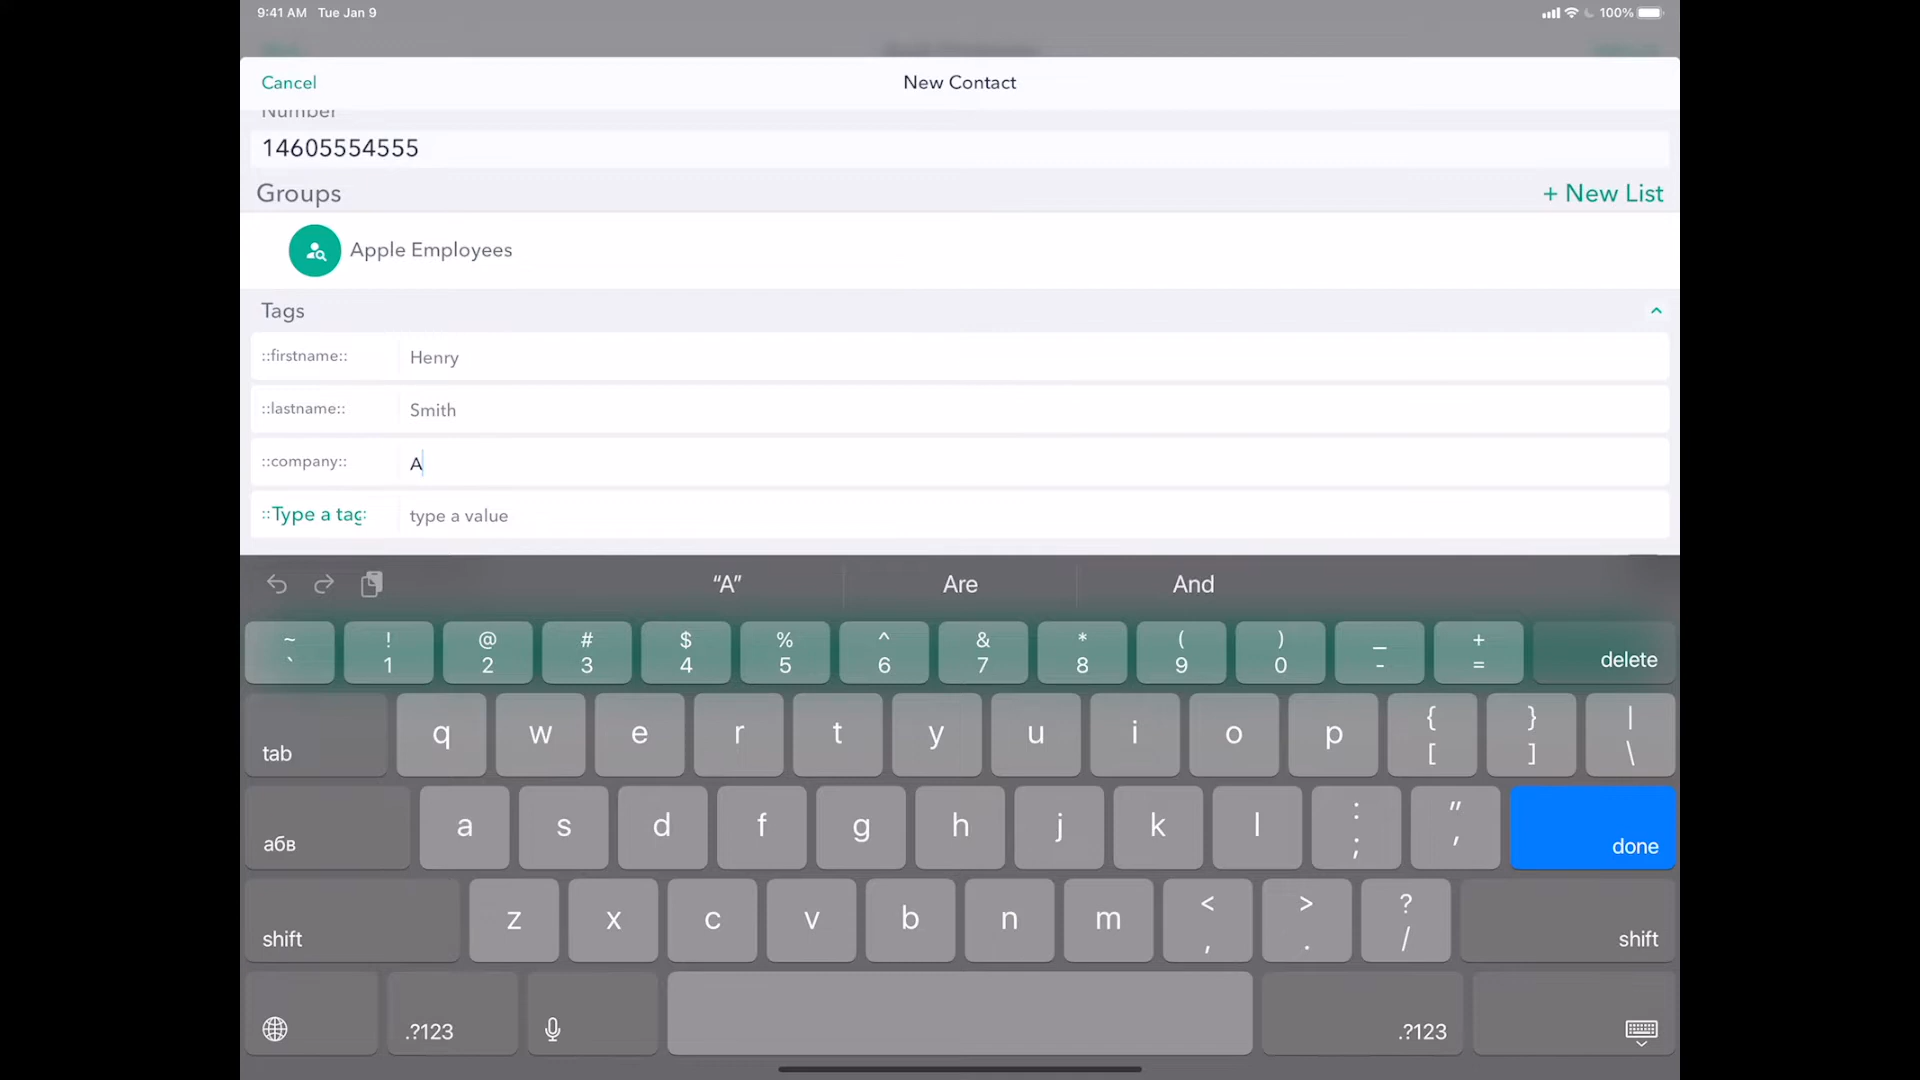 9:41 AM Tue Jan 9
100%
Cancel
New Contact
Number
14605554555
Groups
+ New List
Apple Employees
Tags
::firstname:: Henry
::lastname:: Smith
::company:: A
::Type a tag: type a value
“A” Are And
~ ! @ # $ % ^ & * ( ) _ +
` 1 2 3 4 5 6 7 8 9 0 - = delete
tab q w e r t y u i o p { [ } ] | \
абв a s d f g h j k l : ; " ' done
shift z x c v b n m < , > . ? / shift
.?123 .?123